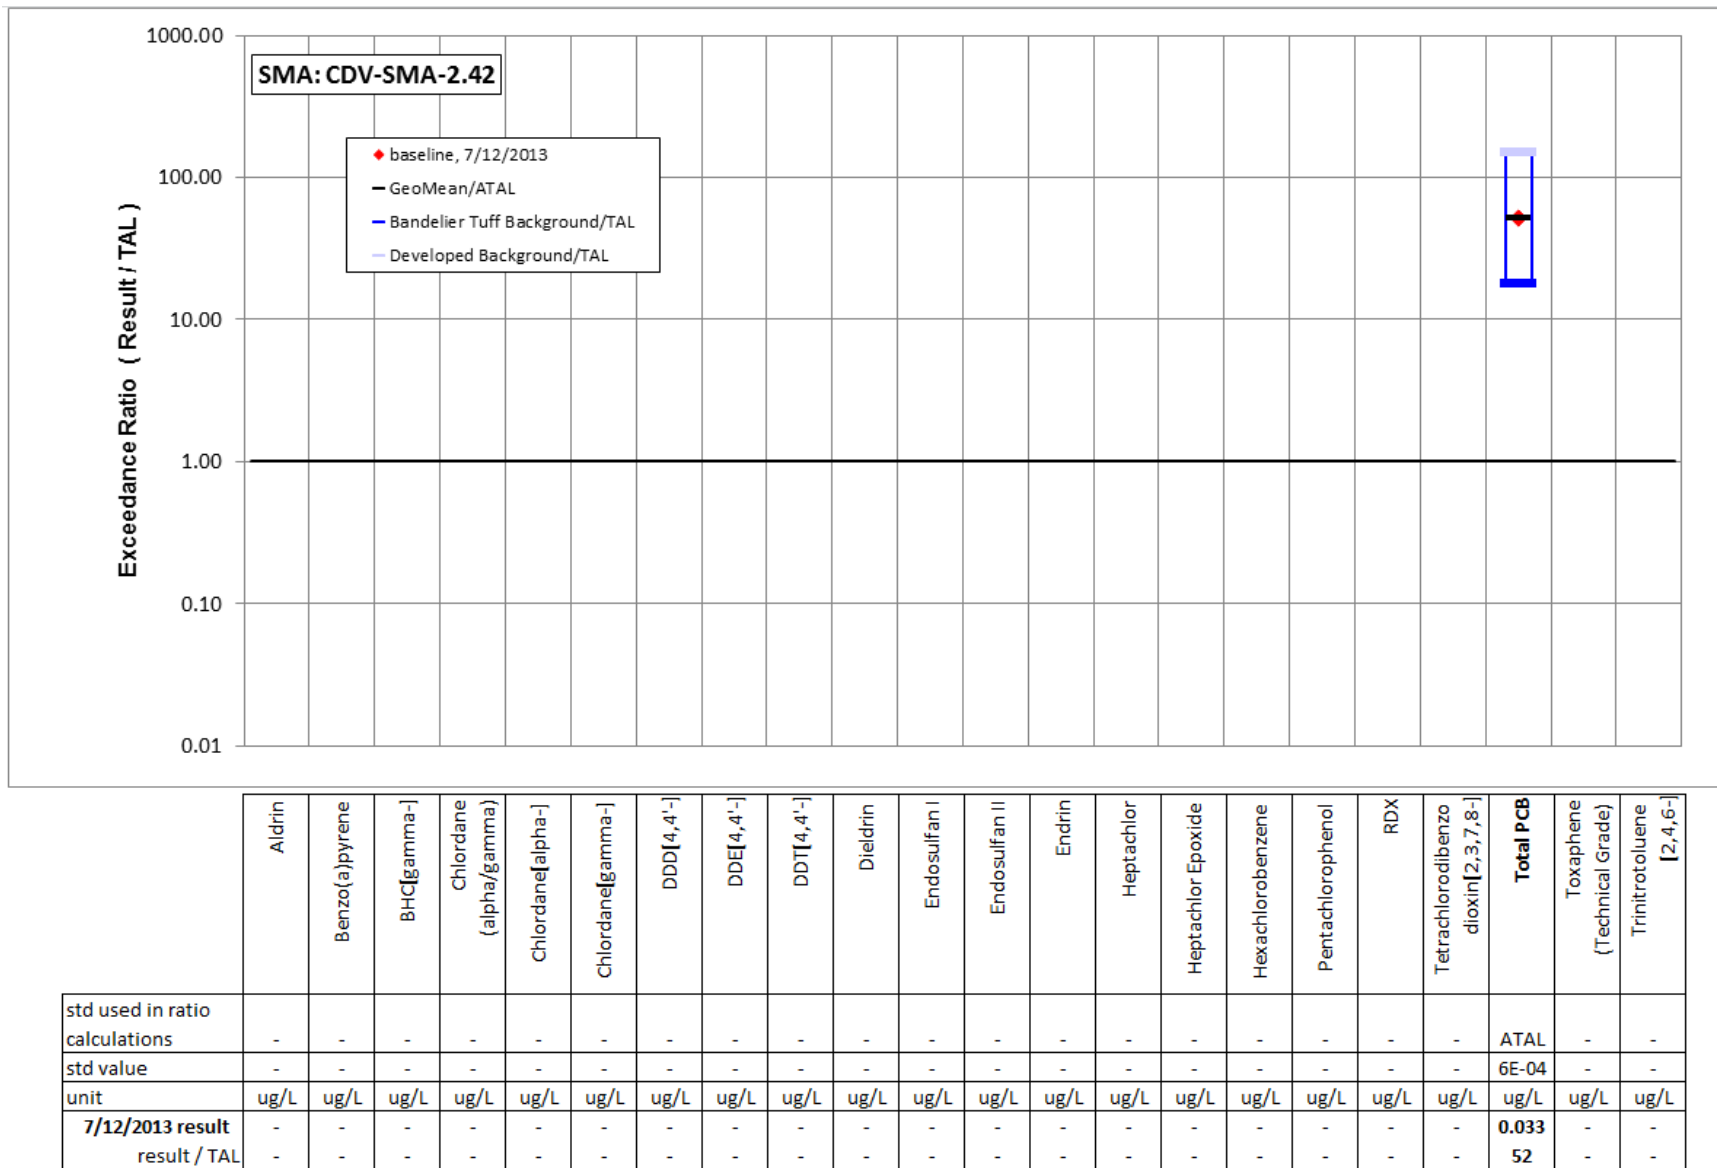 1000.00
SMA: CDV-SMA-2.42
baseline, 7/12/2013
GeoMean/ATAL
Bandelier Tuff Background/TAL
Developed Background/TAL
100.00
10.00
1.00
0.10
0.01
Exceedance Ratio ( Result / TAL )
Aldrin
Benzo(a)pyrene
BHC[gamma-]
Chlordane
(alpha/gamma)
Chlordane[alpha-]
Chlordane[gamma-]
DDD[4,4'-]
DDE[4,4'-]
DDT[4,4'-]
Dieldrin
Endosulfan I
Endosulfan II
Endrin
Heptachlor
Heptachlor Epoxide
Hexachlorobenzene
Pentachlorophenol
RDX
Tetrachlorodibenzo
dioxin[2,3,7,8-]
Total PCB
Toxaphene
(Technical Grade)
Trinitrotoluene
[2,4,6-]
std used in ratio
calculations - - - - - - - - - - - - - - - - - - - ATAL - -
std value - - - - - - - - - - - - - - - - - - - 6E-04 - -
unit ug/L ug/L ug/L ug/L ug/L ug/L ug/L ug/L ug/L ug/L ug/L ug/L ug/L ug/L ug/L ug/L ug/L ug/L ug/L ug/L ug/L ug/L
7/12/2013 result - - - - - - - - - - - - - - - - - - - 0.033 - -
result / TAL - - - - - - - - - - - - - - - - - - - 52 - -